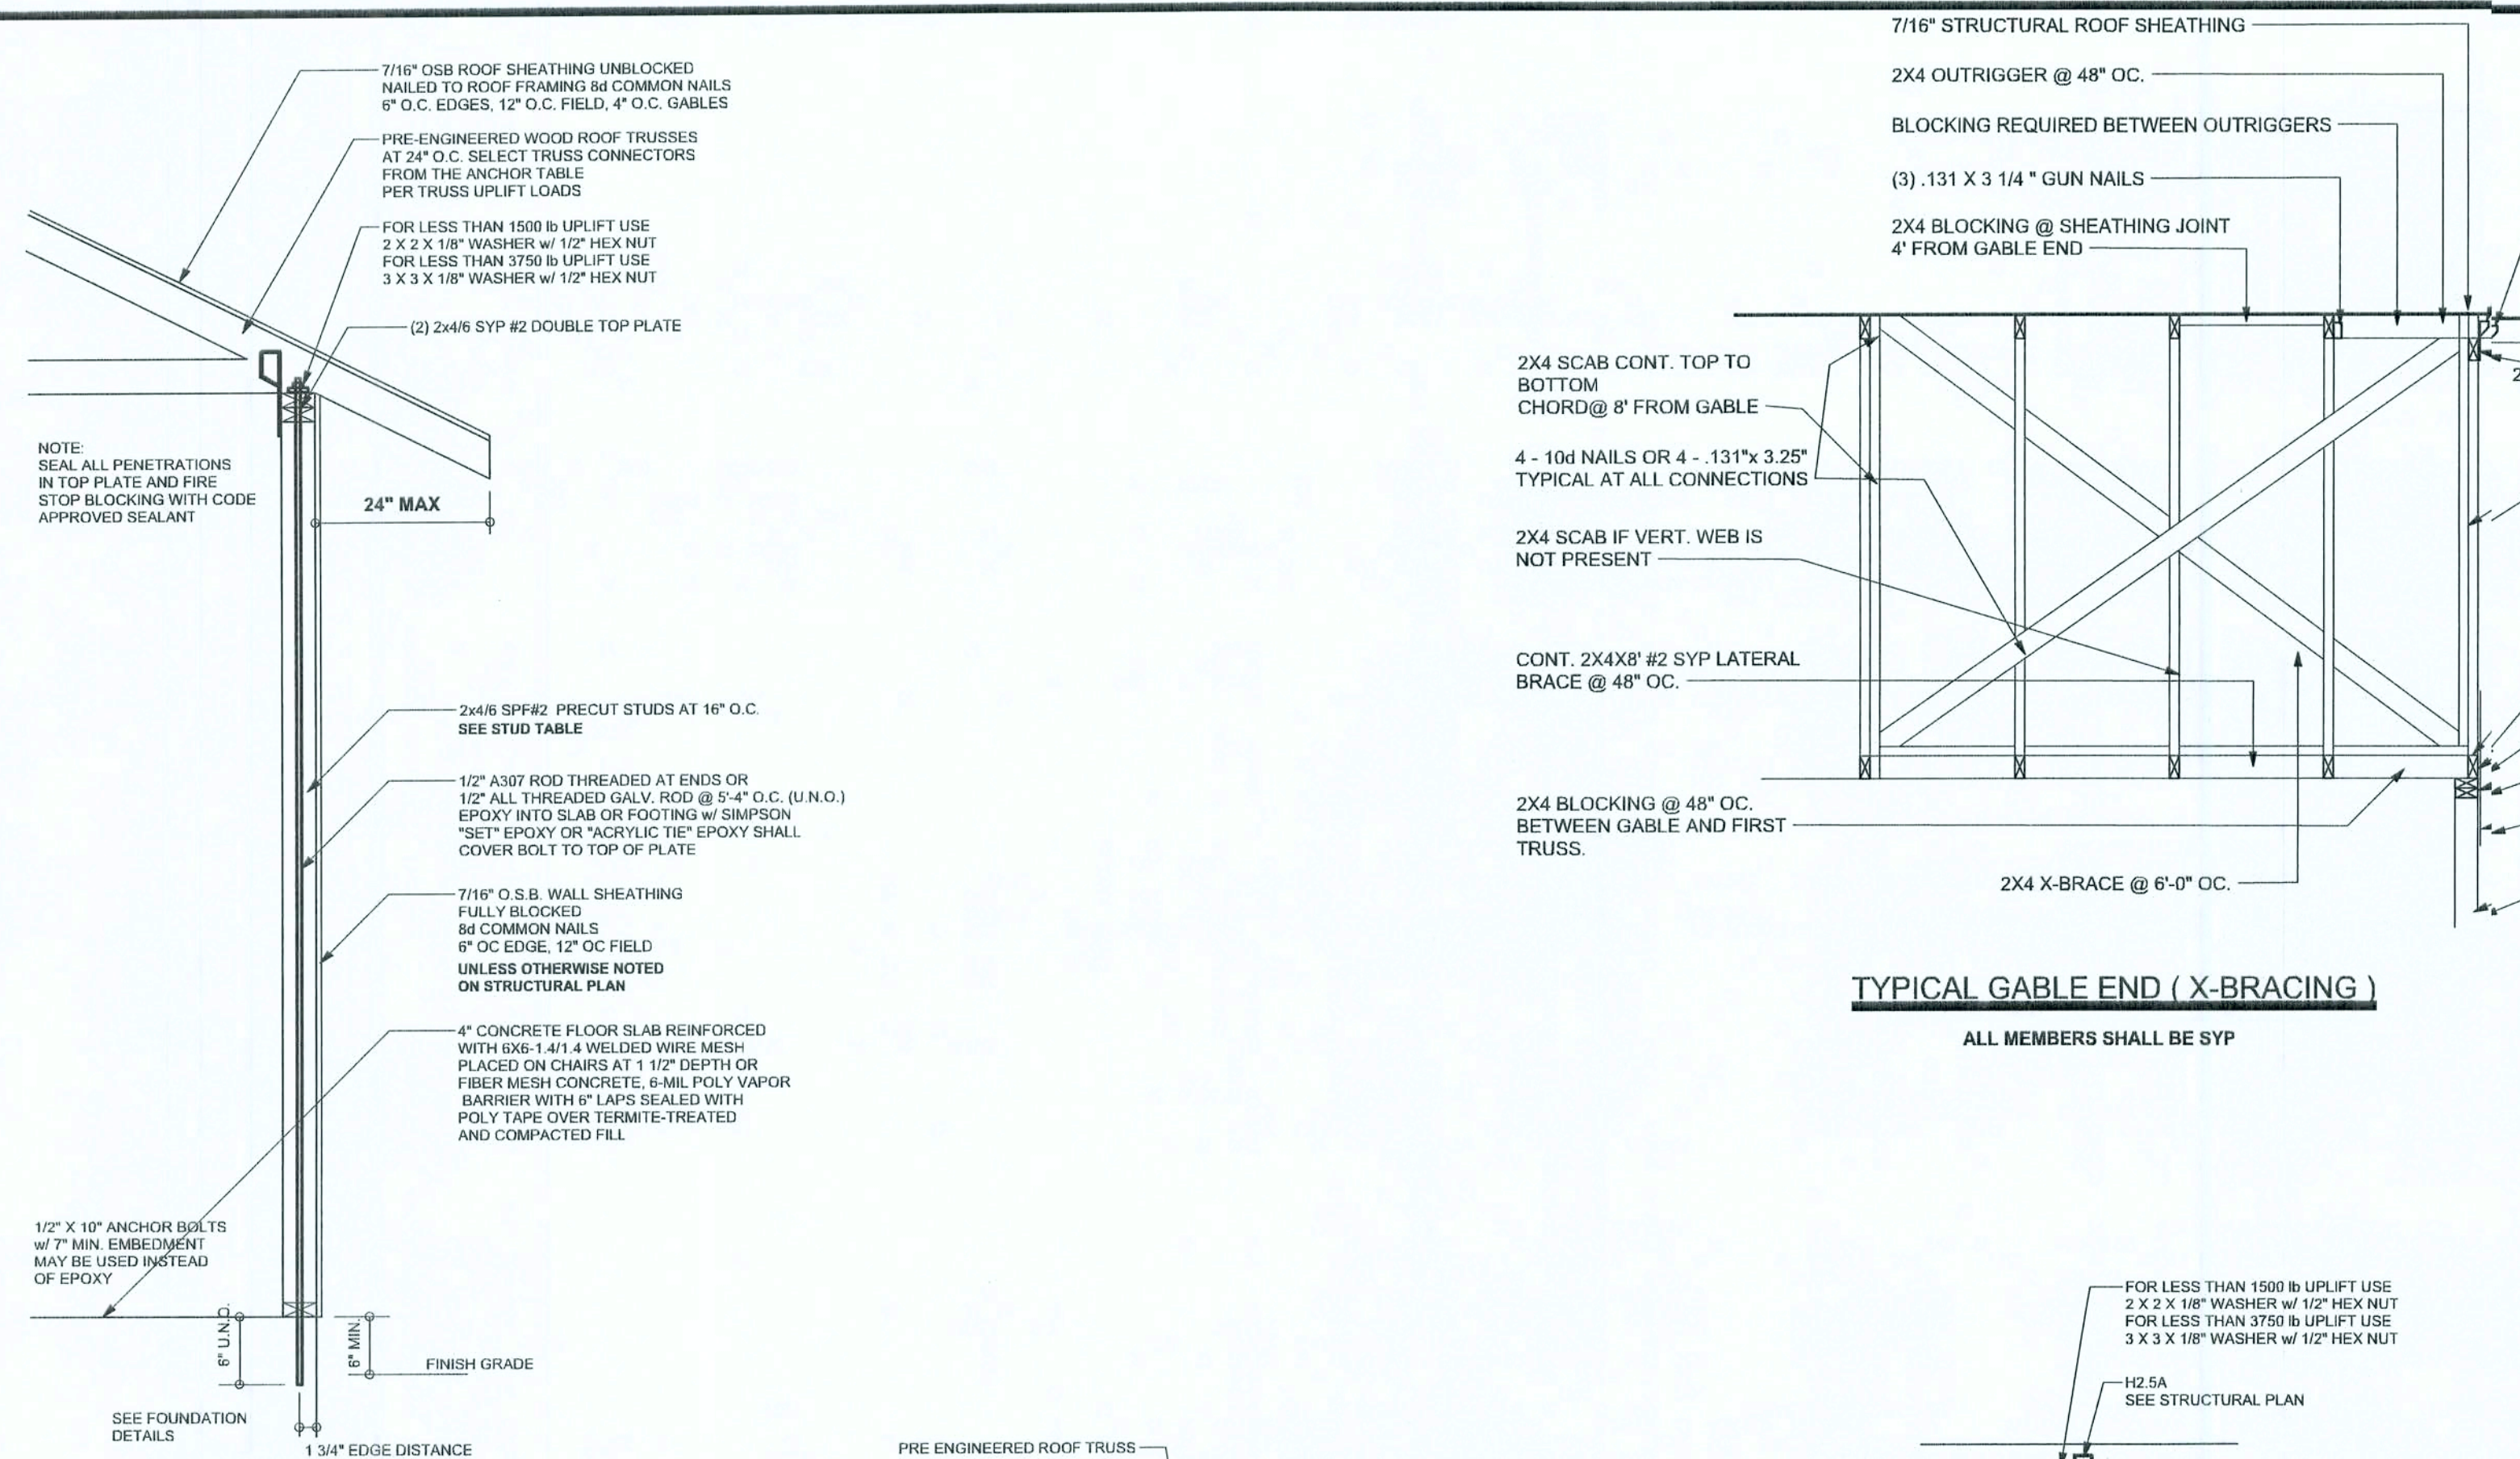 7/16" OSB ROOF SHEATHING UNBLOCKED
NAILED TO ROOF FRAMING 8d COMMON NAILS
6" O.C. EDGES, 12" O.C. FIELD, 4" O.C. GABLES
PRE-ENGINEERED WOOD ROOF TRUSSES
AT 24" O.C. SELECT TRUSS CONNECTORS
FROM THE ANCHOR TABLE
PER TRUSS UPLIFT LOADS
FOR LESS THAN 1500 lb UPLIFT USE
2 X 2 X 1/8" WASHER w/ 1/2" HEX NUT
FOR LESS THAN 3750 lb UPLIFT USE
3 X 3 X 1/8" WASHER w/ 1/2" HEX NUT
(2) 2x4/6 SYP #2 DOUBLE TOP PLATE
NOTE:
SEAL ALL PENETRATIONS
IN TOP PLATE AND FIRE
STOP BLOCKING WITH CODE
APPROVED SEALANT
24" MAX
2x4/6 SPF#2 PRECUT STUDS AT 16" O.C.
SEE STUD TABLE
1/2" A307 ROD THREADED AT ENDS OR
1/2" ALL THREADED GALV. ROD @ 5'-4" O.C. (U.N.O.)
EPOXY INTO SLAB OR FOOTING w/ SIMPSON
"SET" EPOXY OR "ACRYLIC TIE" EPOXY SHALL
COVER BOLT TO TOP OF PLATE
7/16" O.S.B. WALL SHEATHING
FULLY BLOCKED
8d COMMON NAILS
6" OC EDGE, 12" OC FIELD
UNLESS OTHERWISE NOTED
ON STRUCTURAL PLAN
4" CONCRETE FLOOR SLAB REINFORCED
WITH 6X6-1.4/1.4 WELDED WIRE MESH
PLACED ON CHAIRS AT 1 1/2" DEPTH OR
FIBER MESH CONCRETE, 6-MIL POLY VAPOR
BARRIER WITH 6" LAPS SEALED WITH
POLY TAPE OVER TERMITE-TREATED
AND COMPACTED FILL
1/2" X 10" ANCHOR BOLTS
w/ 7" MIN. EMBEDMENT
MAY BE USED INSTEAD
OF EPOXY
6" U.N.O.
6" MIN.
FINISH GRADE
SEE FOUNDATION
DETAILS
1 3/4" EDGE DISTANCE
PRE ENGINEERED ROOF TRUSS
7/16" STRUCTURAL ROOF SHEATHING
2X4 OUTRIGGER @ 48" OC.
BLOCKING REQUIRED BETWEEN OUTRIGGERS
(3) .131 X 3 1/4 " GUN NAILS
2X4 BLOCKING @ SHEATHING JOINT
4' FROM GABLE END
2X4 SCAB CONT. TOP TO
BOTTOM
CHORD@ 8' FROM GABLE
4 - 10d NAILS OR 4 - .131"x 3.25"
TYPICAL AT ALL CONNECTIONS
2X4 SCAB IF VERT. WEB IS
NOT PRESENT
CONT. 2X4X8' #2 SYP LATERAL
BRACE @ 48" OC.
2X4 BLOCKING @ 48" OC.
BETWEEN GABLE AND FIRST
TRUSS.
2X4 X-BRACE @ 6'-0" OC.
TYPICAL GABLE END ( X-BRACING )
ALL MEMBERS SHALL BE SYP
FOR LESS THAN 1500 lb UPLIFT USE
2 X 2 X 1/8" WASHER w/ 1/2" HEX NUT
FOR LESS THAN 3750 lb UPLIFT USE
3 X 3 X 1/8" WASHER w/ 1/2" HEX NUT
H2.5A
SEE STRUCTURAL PLAN